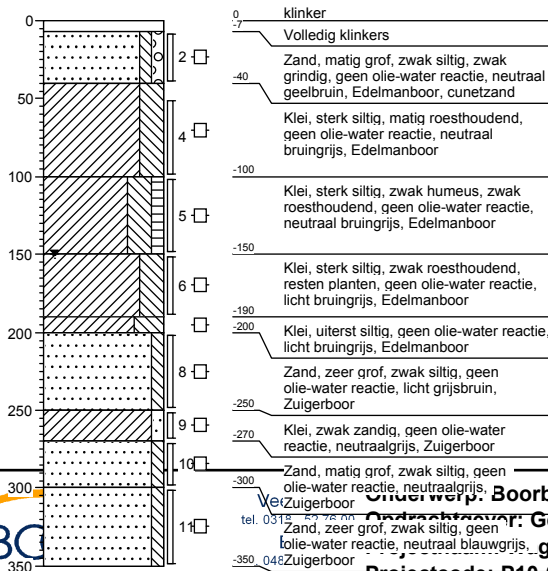 0
50
100
150
200
250
300
350
2
4
5
6
8
9
10
11
0
klinker
-7
Volledig klinkers
Zand, matig grof, zwak siltig, zwak
grindig, geen olie-water reactie, neutraal
geelbruin, Edelmanboor, cunetzand
-40
Klei, sterk siltig, matig roesthoudend,
geen olie-water reactie, neutraal
bruingrijs, Edelmanboor
-100
Klei, sterk siltig, zwak humeus, zwak
roesthoudend, geen olie-water reactie,
neutraal bruingrijs, Edelmanboor
-150
Klei, sterk siltig, zwak roesthoudend,
resten planten, geen olie-water reactie,
licht bruingrijs, Edelmanboor
-190
-200
Klei, uiterst siltig, geen olie-water reactie,
licht bruingrijs, Edelmanboor
Zand, zeer grof, zwak siltig, geen
olie-water reactie, licht grijsbruin,
Zuigerboor
-250
Klei, zwak zandig, geen olie-water
reactie, neutraalgrijs, Zuigerboor
-270
Zand, matig grof, zwak siltig, geen
olie-water reactie, neutraalgrijs,
Zuigerboor
-300
Zand, zeer grof, zwak siltig, geen
olie-water reactie, neutraal blauwgrijs,
Zuigerboor
-350
tel. 0318
Onderwerp: Boorb
Opdrachtgever: G